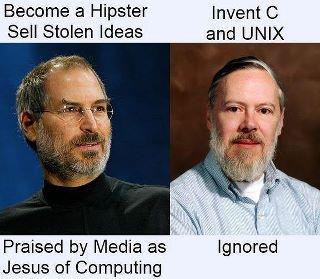 Become a Hipster
Sell Stolen Ideas
Invent C
and UNIX
Praised by Media as
Jesus of Computing
Ignored